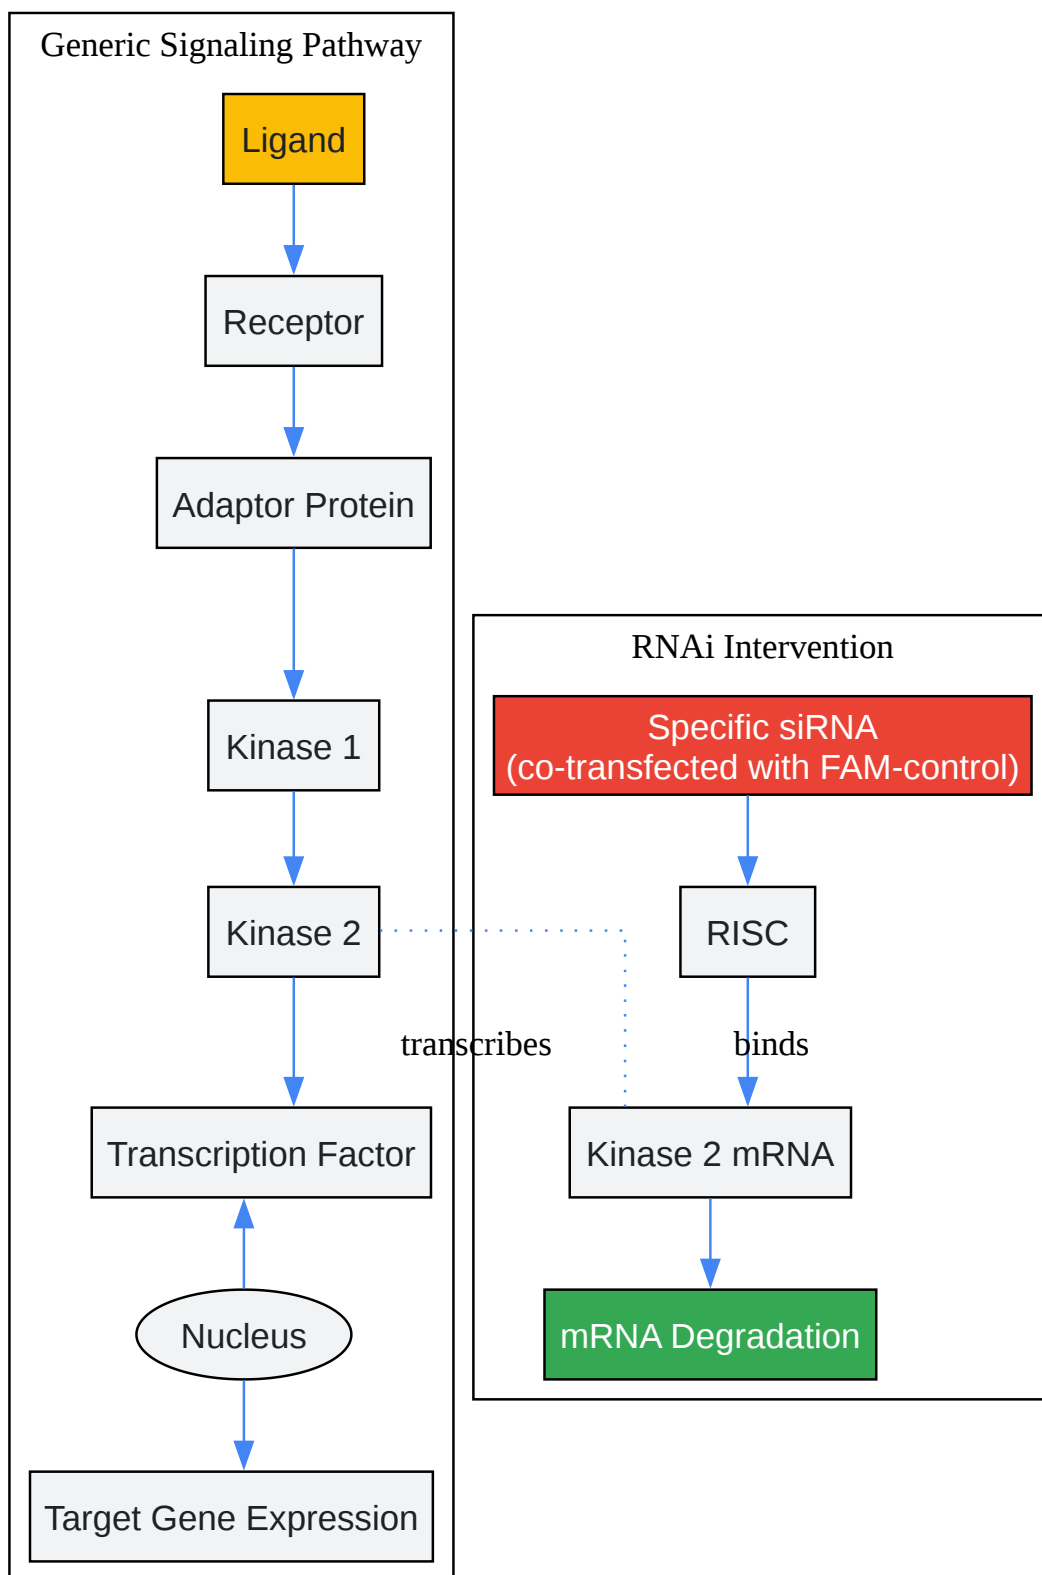 Generic Signaling Pathway
Ligand
Receptor
Adaptor Protein
Kinase 1
Kinase 2
transcribes
Transcription Factor
Nucleus
Target Gene Expression
RNAi Intervention
Specific siRNA
(co-transfected with FAM-control)
RISC
binds
Kinase 2 mRNA
mRNA Degradation